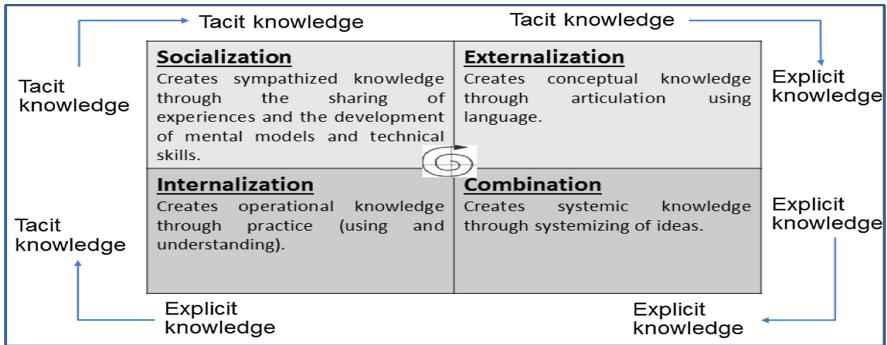 Tacit knowledge
Tacit knowledge
Tacit
knowledge
Socialization
Creates sympathized knowledge
through the sharing of
experiences and the development
of mental models and technical
skills.
Externalization
Creates conceptual knowledge
through articulation using
language.
Explicit
knowledge
Tacit
knowledge
Internalization
Creates operational knowledge
through practice (using and
understanding).
Combination
Creates systemic knowledge
through systemizing of ideas.
Explicit
knowledge
Explicit
knowledge
Explicit
knowledge